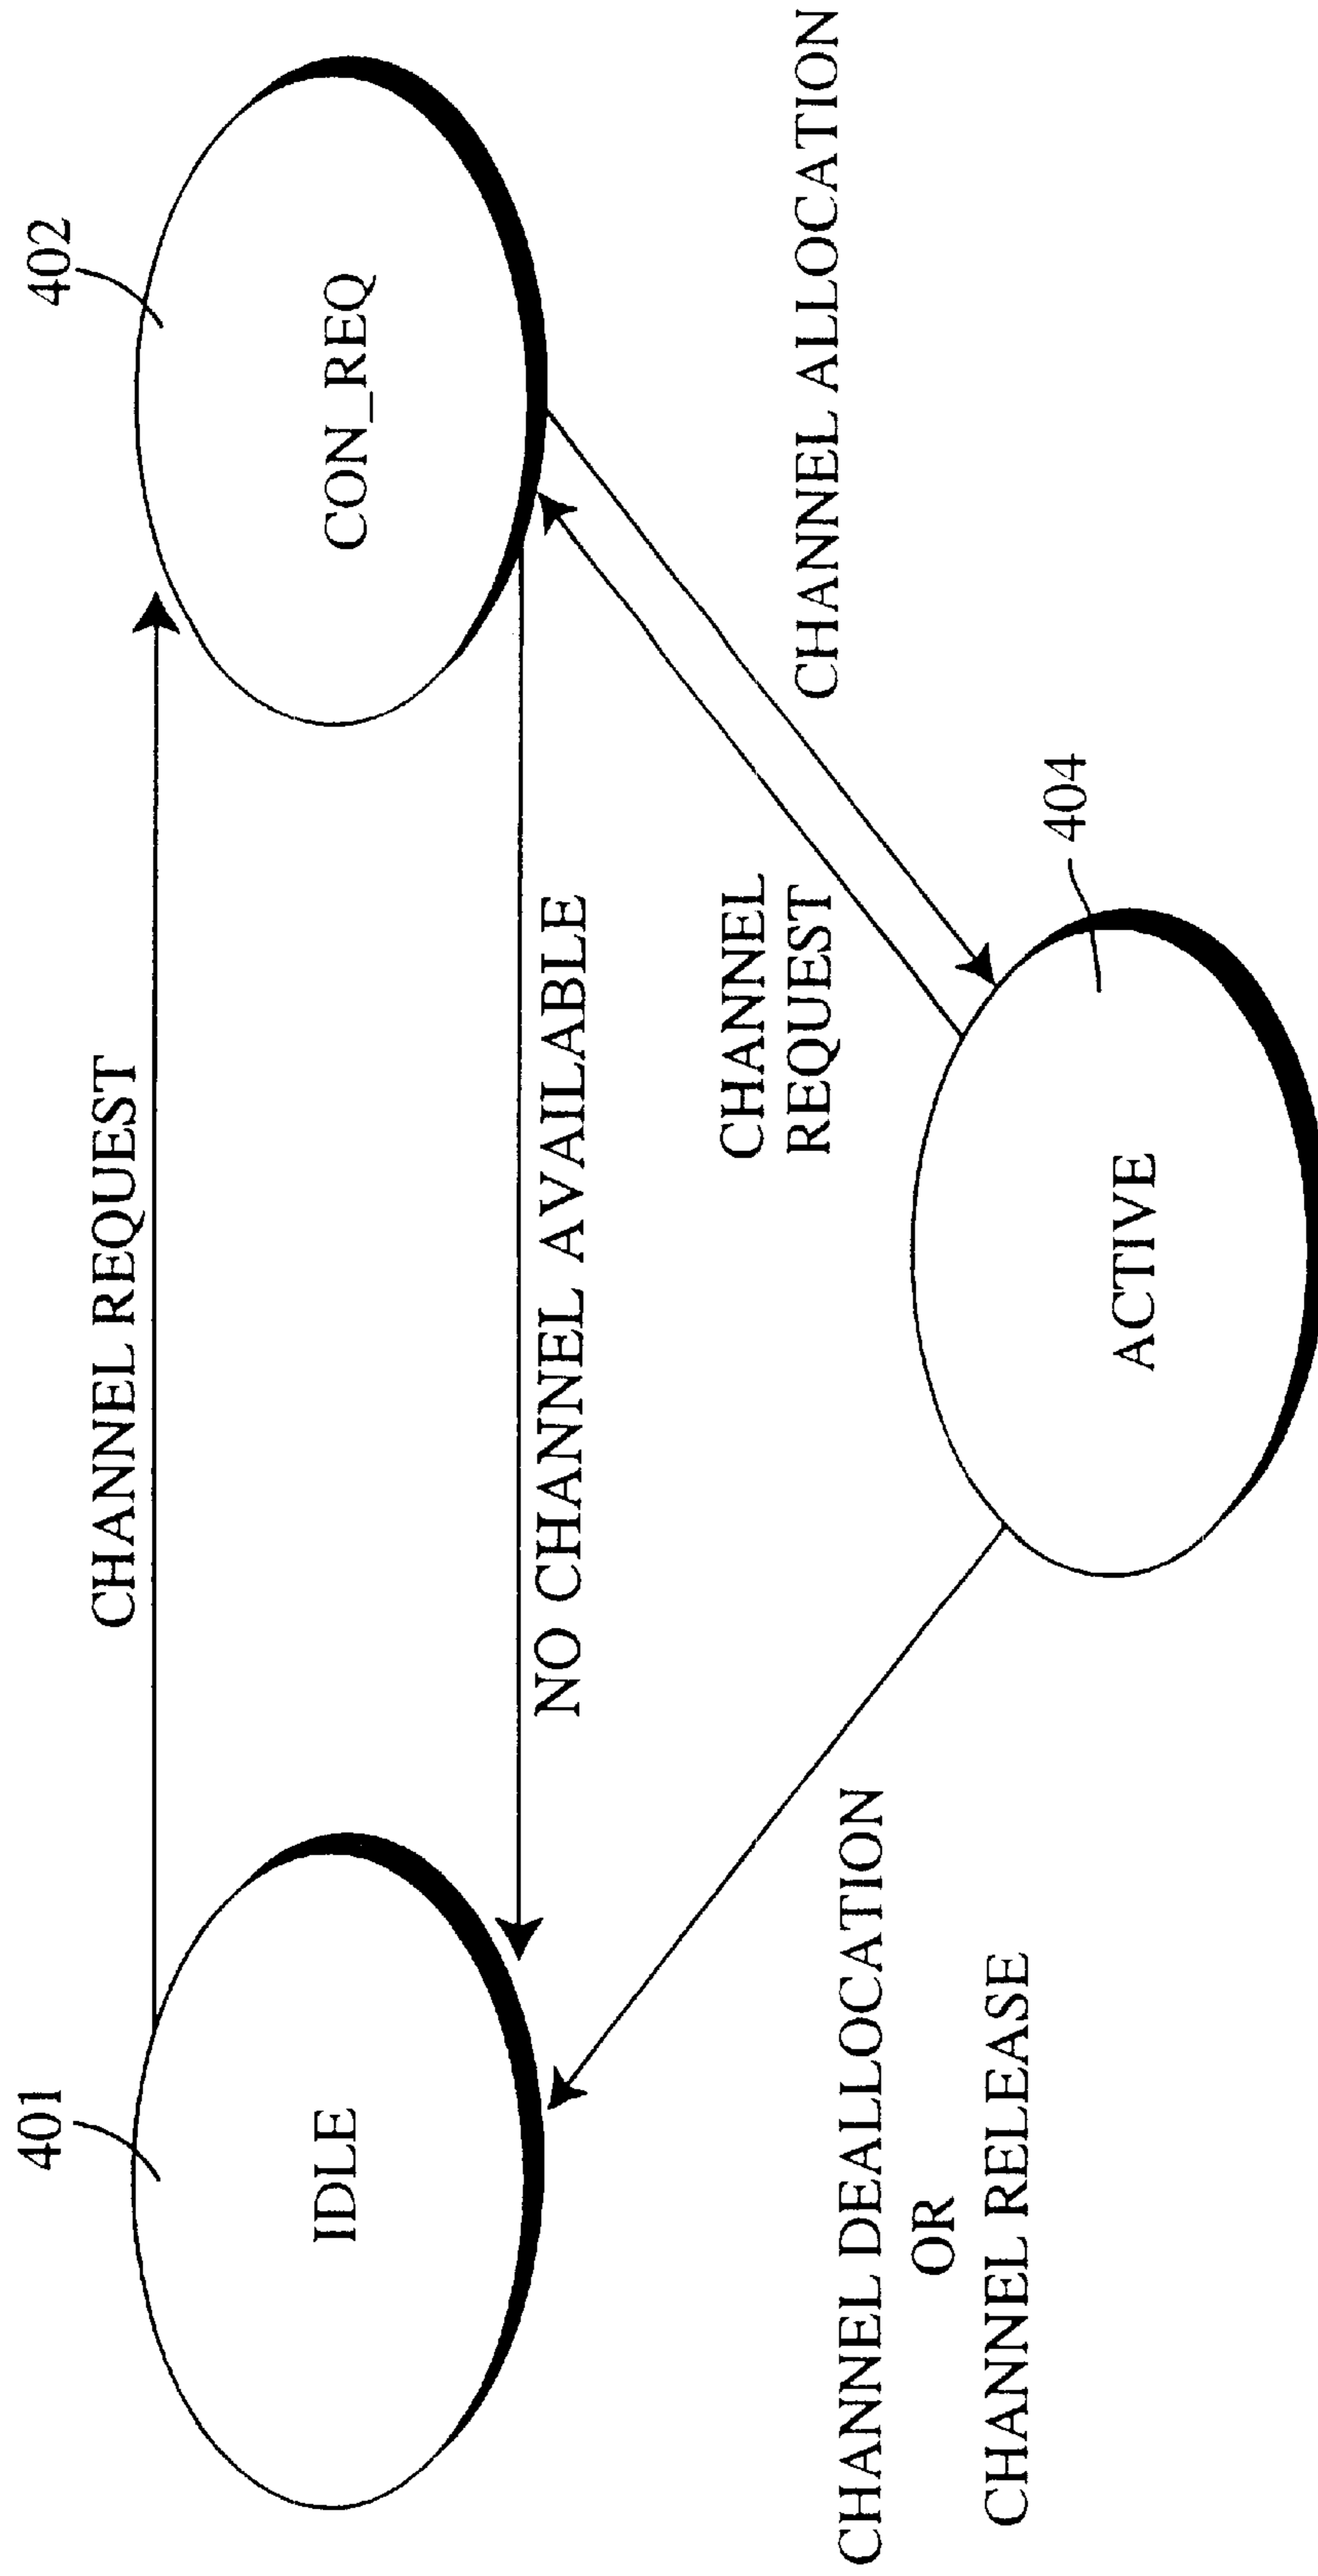 401
402
CHANNEL REQUEST
IDLE
CON_REQ
NO CHANNEL AVAILABLE
CHANNEL
REQUEST
CHANNEL ALLOCATION
CHANNEL DEALLOCATION
OR
CHANNEL RELEASE
404
ACTIVE